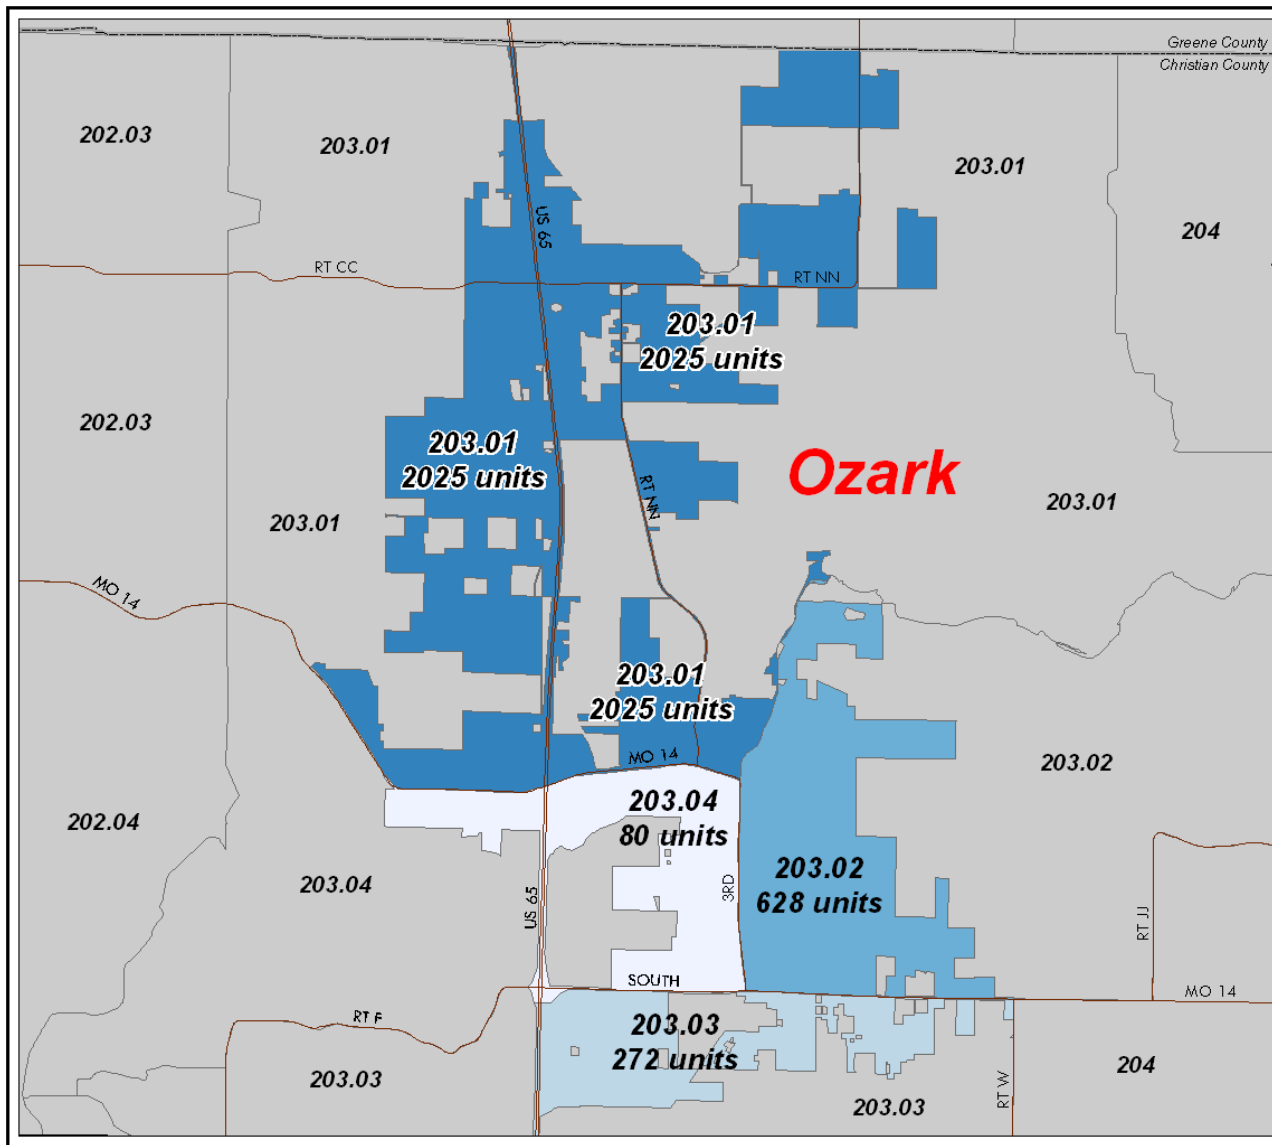 Greene County
Christian County
202.03
203.01
203.01
204
US 65
RT CC
RT NN
203.01
2025 units
202.03
203.01
2025 units
Ozark
RT NN
203.01
203.01
MO 14
203.01
2025 units
MO 14
203.02
203.04
80 units
202.04
203.04
203.02
628 units
3RD
US 65
RT JJ
SOUTH
MO 14
RT F
203.03
272 units
203.03
204
RT W
203.03